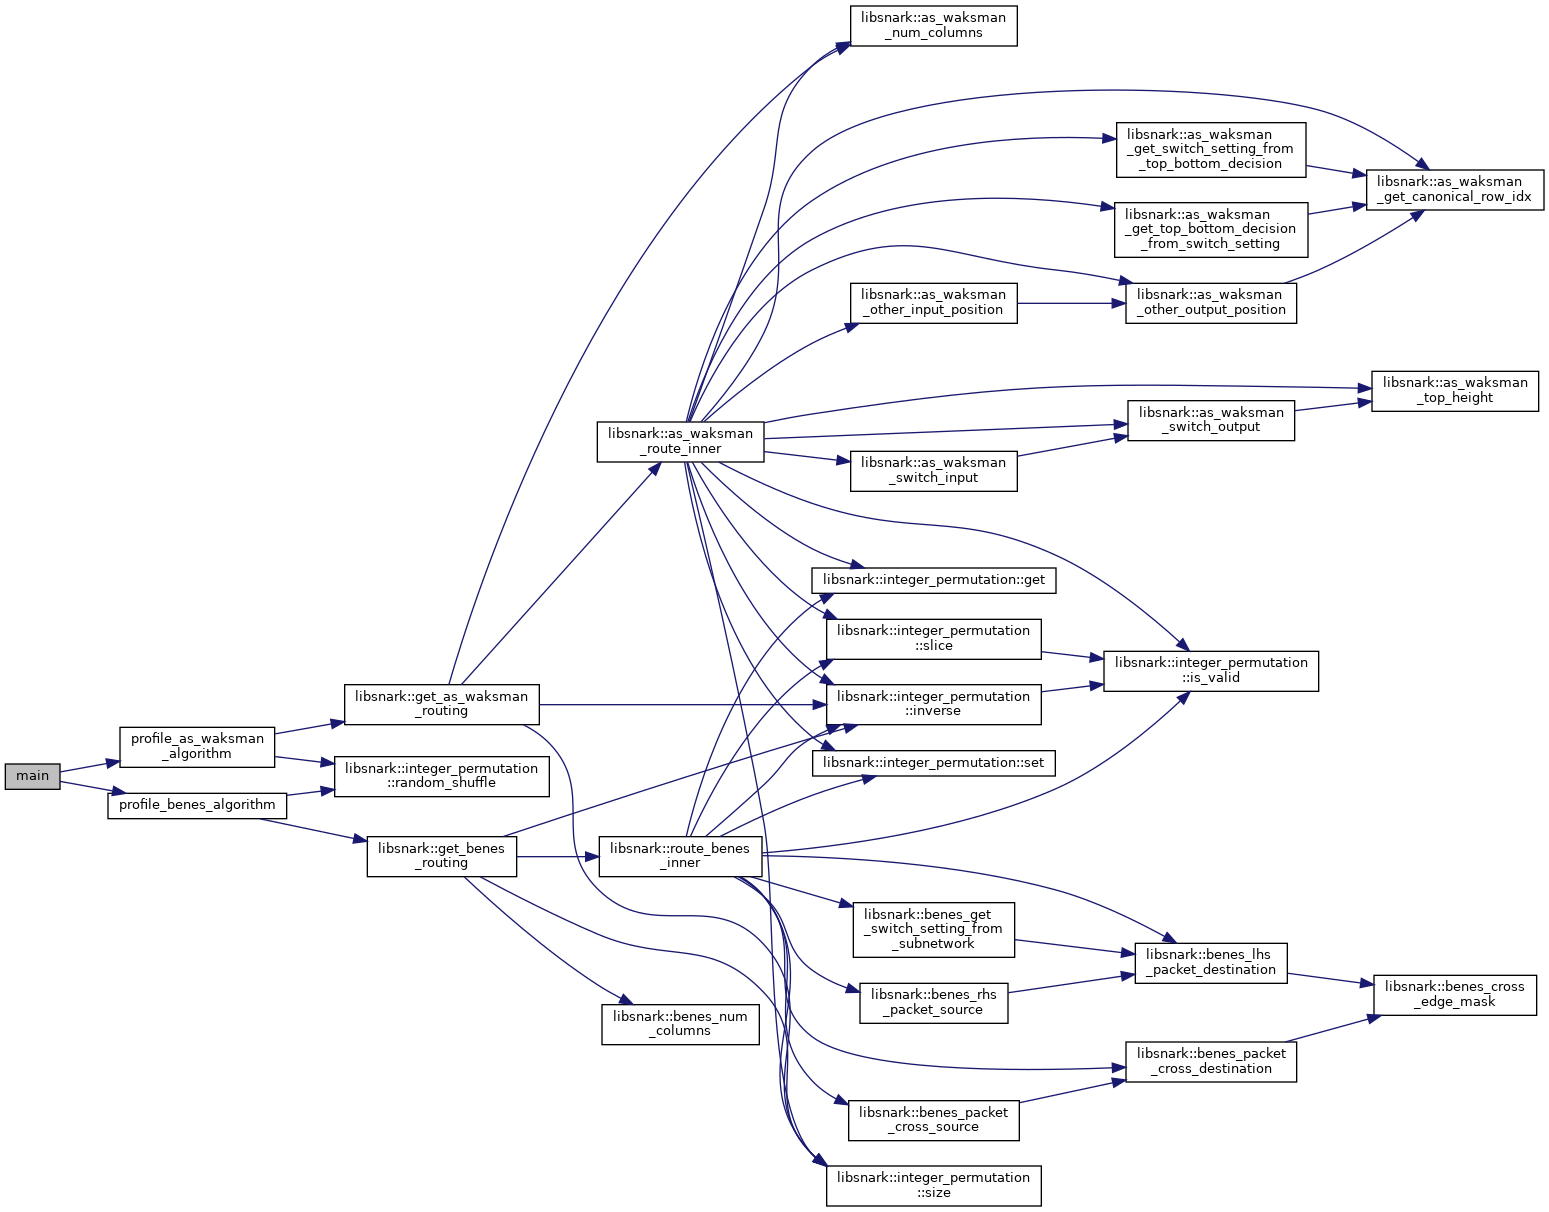 libsnark::as_waksman
_num_columns
libsnark::as_waksman
_get_switch_setting_from
_top_bottom_decision
libsnark::as_waksman
_get_canonical_row_idx
libsnark::as_waksman
_get_top_bottom_decision
_from_switch_setting
libsnark::as_waksman
_other_input_position
libsnark::as_waksman
_other_output_position
libsnark::as_waksman
_top_height
libsnark::as_waksman
_switch_output
libsnark::as_waksman
_route_inner
libsnark::as_waksman
_switch_input
libsnark::integer_permutation::get
libsnark::integer_permutation
::slice
libsnark::integer_permutation
::is_valid
libsnark::get_as_waksman
_routing
libsnark::integer_permutation
::inverse
profile_as_waksman
_algorithm
libsnark::integer_permutation::set
main
libsnark::integer_permutation
::random_shuffle
profile_benes_algorithm
libsnark::get_benes
_routing
libsnark::route_benes
_inner
libsnark::benes_get
_switch_setting_from
_subnetwork
libsnark::benes_lhs
_packet_destination
libsnark::benes_rhs
_packet_source
libsnark::benes_cross
_edge_mask
libsnark::benes_num
_columns
libsnark::benes_packet
_cross_destination
libsnark::benes_packet
_cross_source
libsnark::integer_permutation
::size